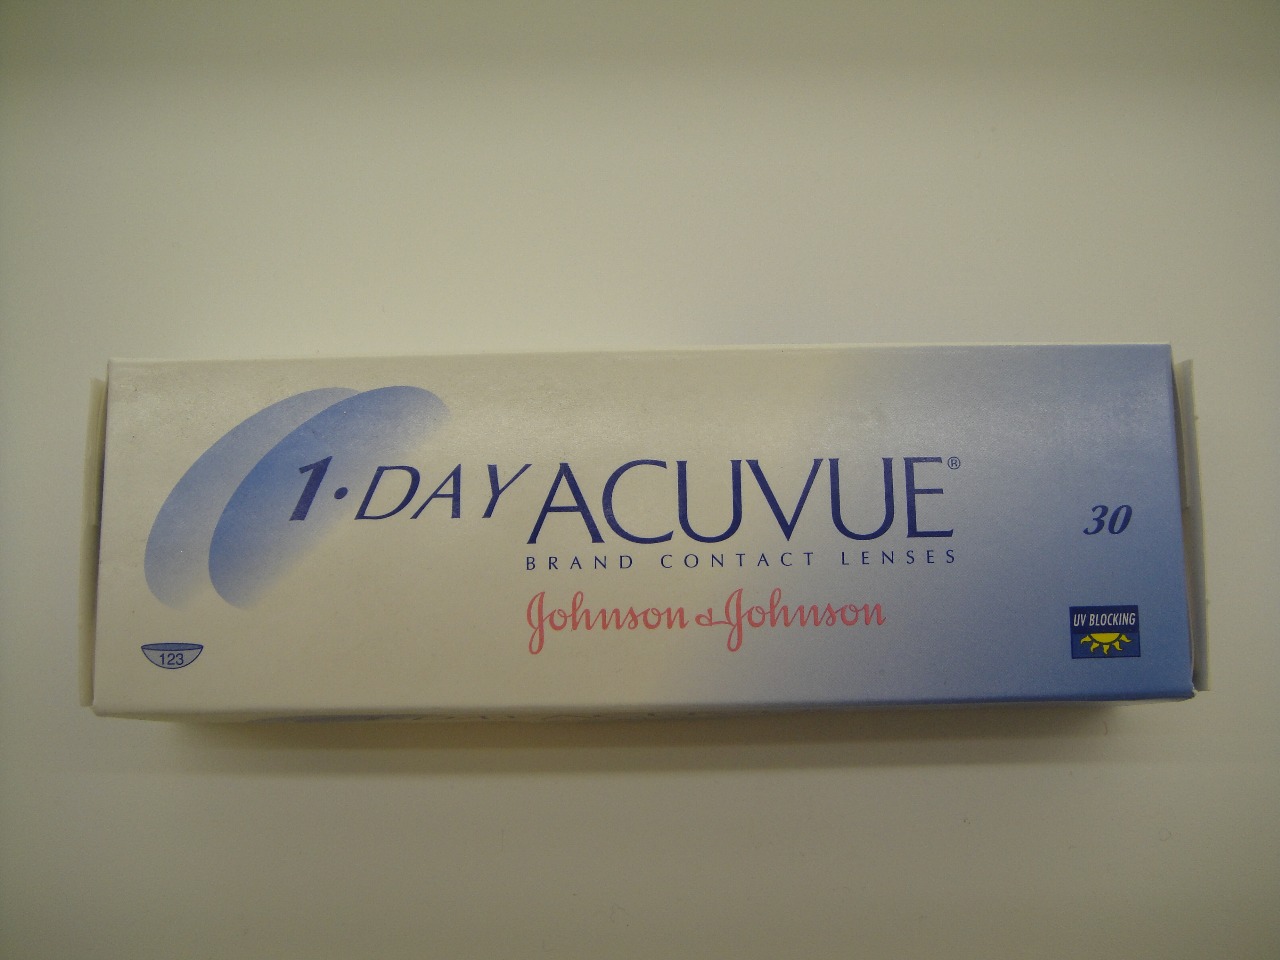 1·DAY ACUVUE®
BRAND CONTACT LENSES
Johnson & Johnson
30
UV BLOCKING
123